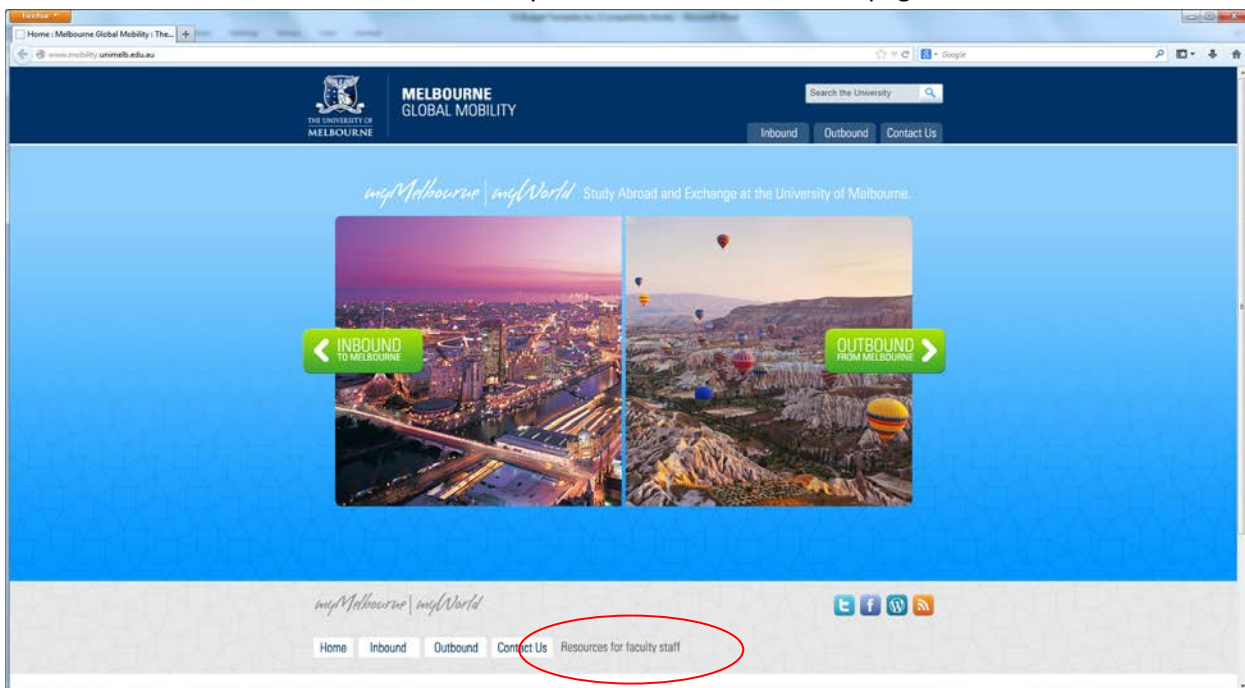 Firefox
Home : Melbourne Global Mobility : The...
www.mobility.unimelb.edu.au
Google
THE UNIVERSITY OF
MELBOURNE
MELBOURNE
GLOBAL MOBILITY
Search the University
Inbound Outbound Contact Us
myMelbourne | myWorld Study Abroad and Exchange at the University of Melbourne.
INBOUND
TO MELBOURNE
OUTBOUND
FROM MELBOURNE
myMelbourne | myWorld
Home Inbound Outbound Contact Us Resources for faculty staff